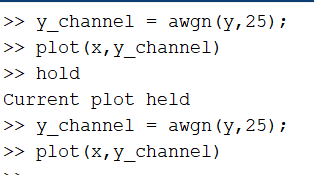 >> y_channel = awgn(y,25);
>> plot(x,y_channel)
>> hold
Current plot held
>> y_channel = awgn(y,25);
>> plot(x,y_channel)
>>